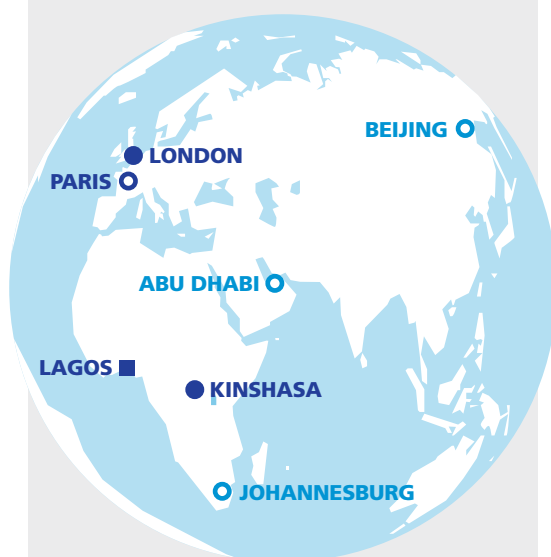 BEIJING
LONDON
PARIS
ABU DHABI
LAGOS
KINSHASA
JOHANNESBURG